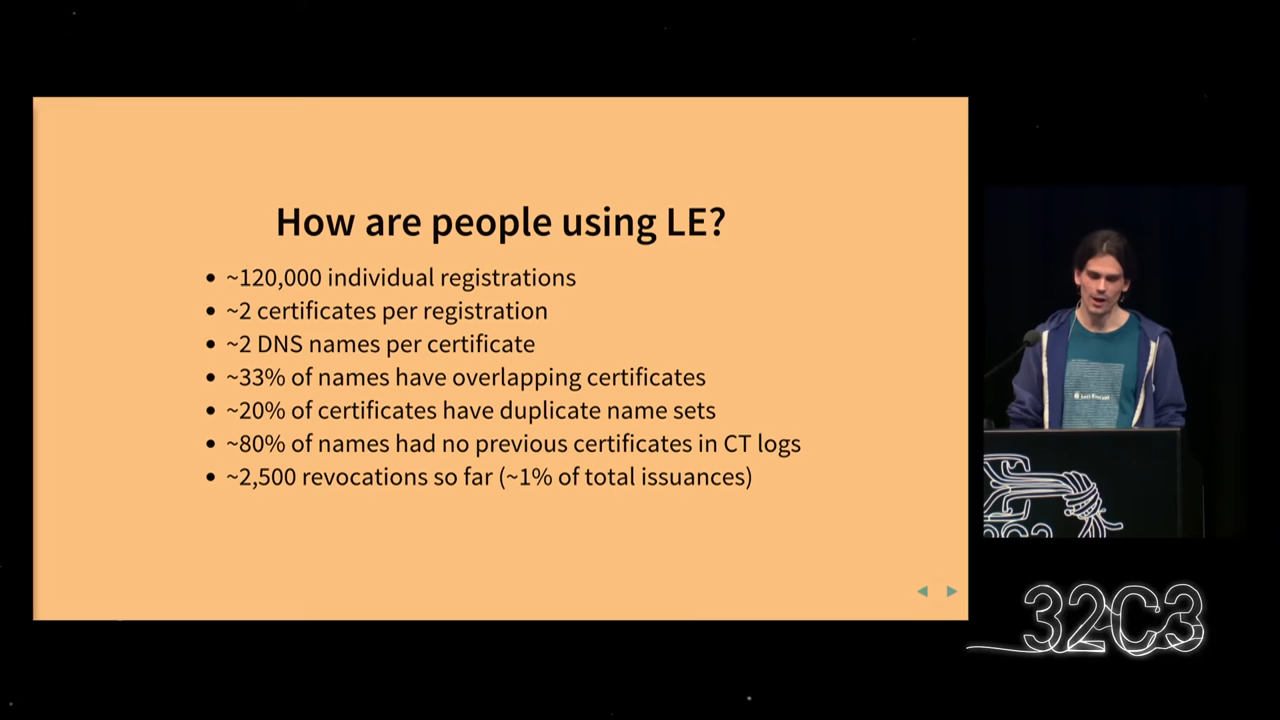 How are people using LE?
• ~120,000 individual registrations
• ~2 certificates per registration
• ~2 DNS names per certificate
• ~33% of names have overlapping certificates
• ~20% of certificates have duplicate name sets
• ~80% of names had no previous certificates in CT logs
• ~2,500 revocations so far (~1% of total issuances)
32C3